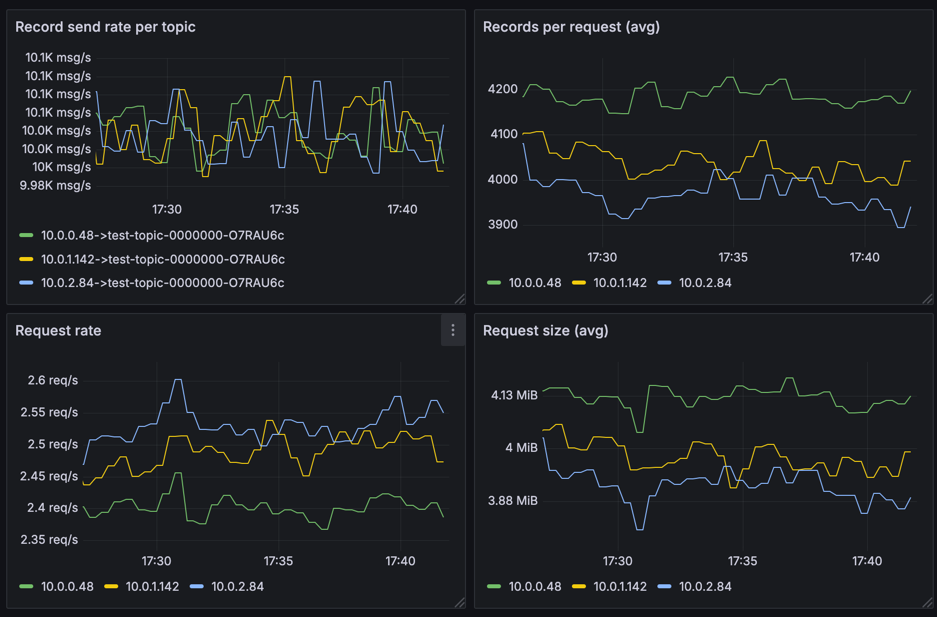 Record send rate per topic
10.1K msg/s
10.1K msg/s
10.1K msg/s
10.1K msg/s
10.0K msg/s
10.0K msg/s
10K msg/s
9.98K msg/s
17:30 17:35 17:40
10.0.0.48->test-topic-0000000-O7RAU6c
10.0.1.142->test-topic-0000000-O7RAU6c
10.0.2.84->test-topic-0000000-O7RAU6c
Records per request (avg)
4200
4100
4000
3900
17:30 17:35 17:40
10.0.0.48 10.0.1.142 10.0.2.84
Request rate
2.6 req/s
2.55 req/s
2.5 req/s
2.45 req/s
2.4 req/s
2.35 req/s
17:30 17:35 17:40
10.0.0.48 10.0.1.142 10.0.2.84
Request size (avg)
4.13 MiB
4 MiB
3.88 MiB
17:30 17:35 17:40
10.0.0.48 10.0.1.142 10.0.2.84